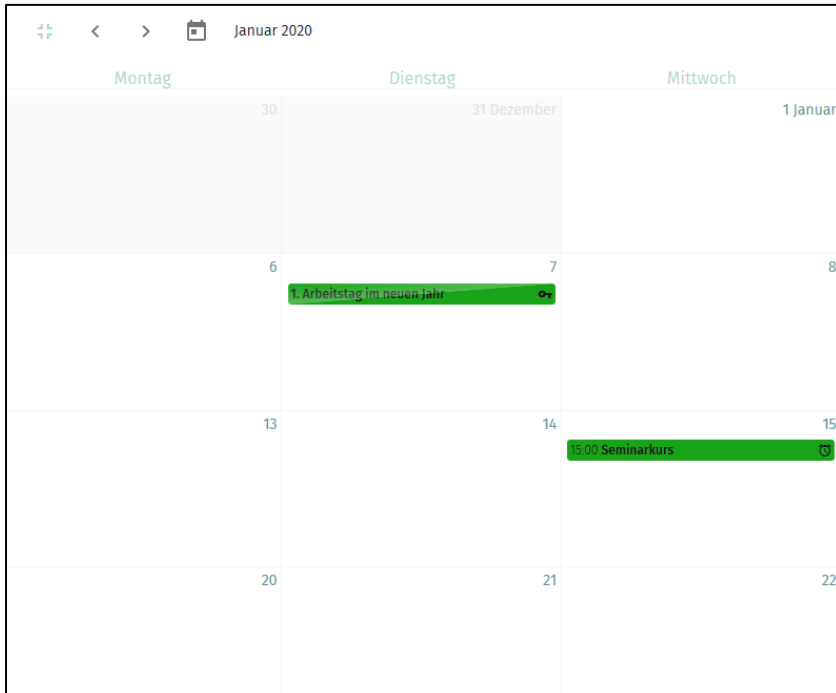 Januar 2020
Montag Dienstag Mittwoch
30 31 Dezember 1 Januar
6 7 8
1. Arbeitstag im neuen Jahr
13 14 15
15:00 Seminarkurs
20 21 22